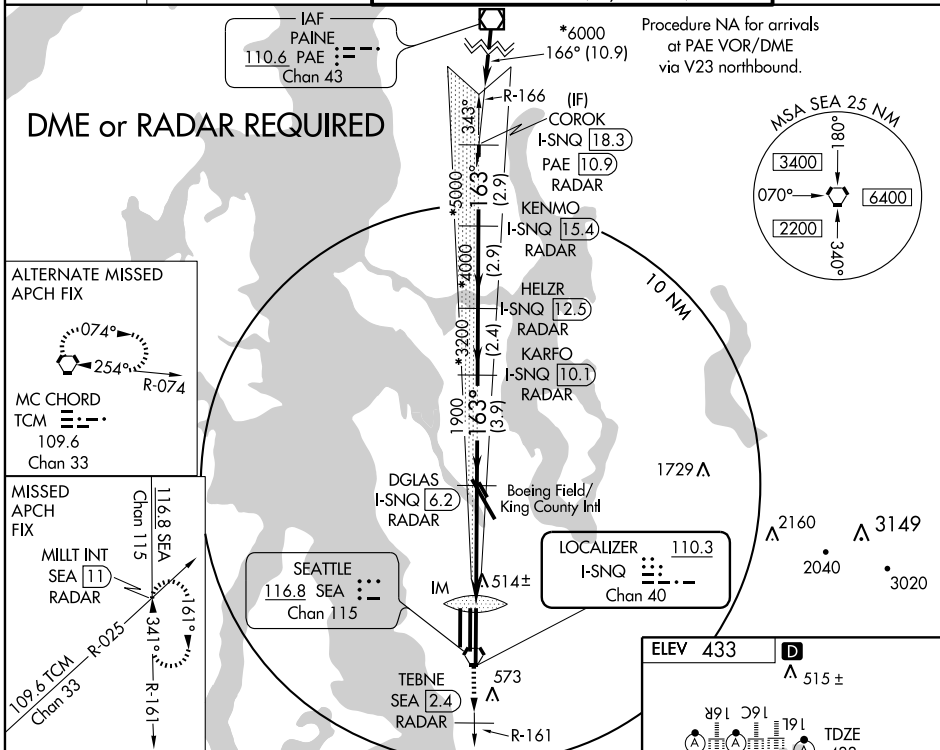 IAF
PAINE
110.6 PAE
Chan 43
*6000
166° (10.9)
Procedure NA for arrivals
at PAE VOR/DME
via V23 northbound.
DME or RADAR REQUIRED
R-166
343°
(IF)
COROK
I-SNQ 18.3
PAE 10.9
RADAR
MSA SEA 25 NM
180°
3400
070°
6400
2200
340°
*5000
163°
(2.9)
KENMO
I-SNQ 15.4
RADAR
*4000
(2.9)
HELZR
I-SNQ 12.5
RADAR
10 NM
*3200
(2.4)
KARFO
I-SNQ 10.1
RADAR
1900
163°
(3.9)
ALTERNATE MISSED
APCH FIX
074°
254°
R-074
MC CHORD
TCM
109.6
Chan 33
DGLAS
I-SNQ 6.2
RADAR
Boeing Field/
King County Intl
1729
2160
3149
2040
3020
MISSED
APCH
FIX
116.8 SEA
Chan 115
MILLT INT
SEA 11
RADAR
161°
341°
109.6 TCM
Chan 33
R-025
R-161
SEATTLE
116.8 SEA
Chan 115
IM
514±
LOCALIZER 110.3
I-SNQ
Chan 40
TEBNE
SEA 2.4
RADAR
573
R-161
ELEV 433 D
515 ±
16R 16C 16L
A A A
TDZE